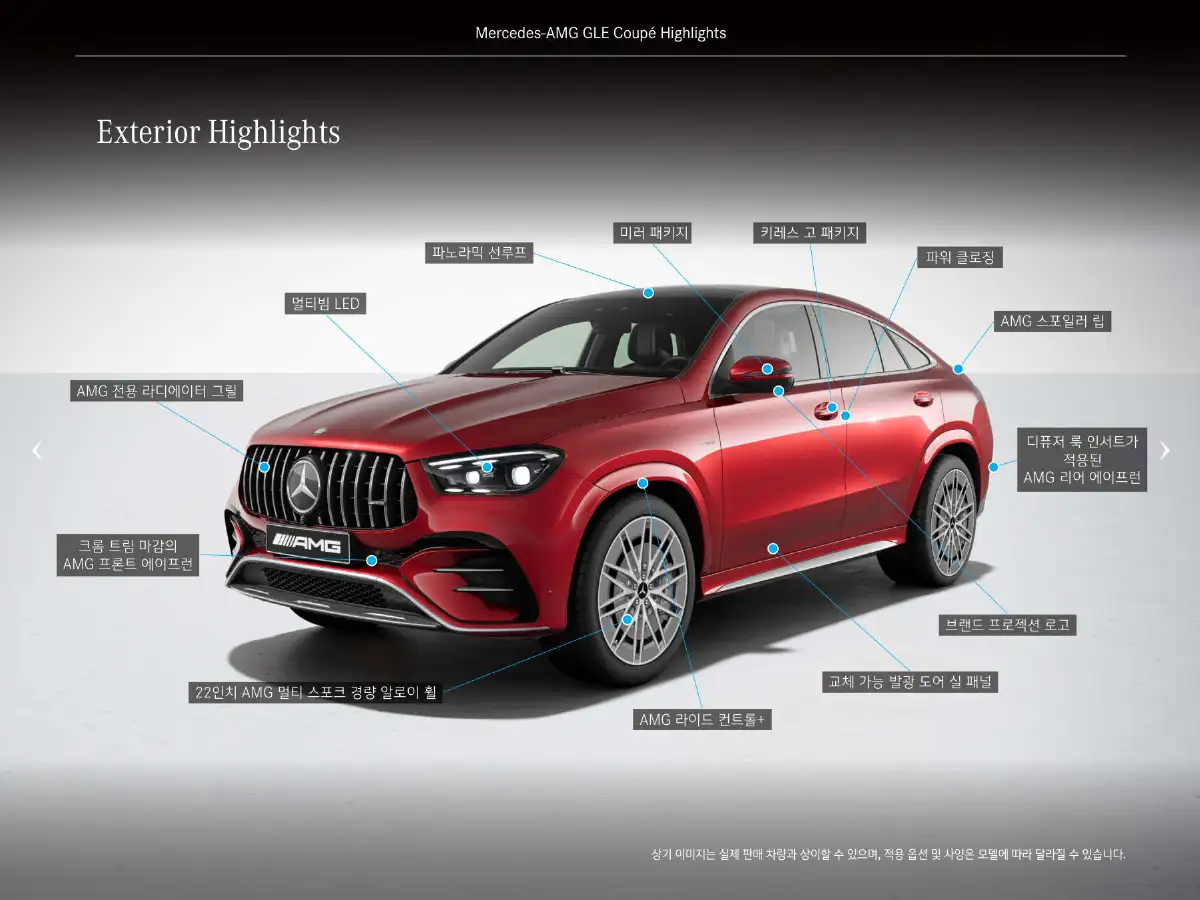 Mercedes-AMG GLE Coupé Highlights
Exterior Highlights
미러 패키지
키레스 고 패키지
파노라믹 선루프
파워 클로징
멀티빔 LED
AMG 스포일러 립
AMG 전용 라디에이터 그릴
디퓨저 룩 인서트가
적용된
AMG 리어 에이프런
AMG
크롬 트림 마감의
AMG 프론트 에이프런
브랜드 프로젝션 로고
교체 가능 발광 도어 실 패널
22인치 AMG 멀티 스포크 경량 알로이 휠
AMG 라이드 컨트롤+
상기 이미지는 실제 판매 차량과 상이할 수 있으며, 적용 옵션 및 사양은 모델에 따라 달라질 수 있습니다.